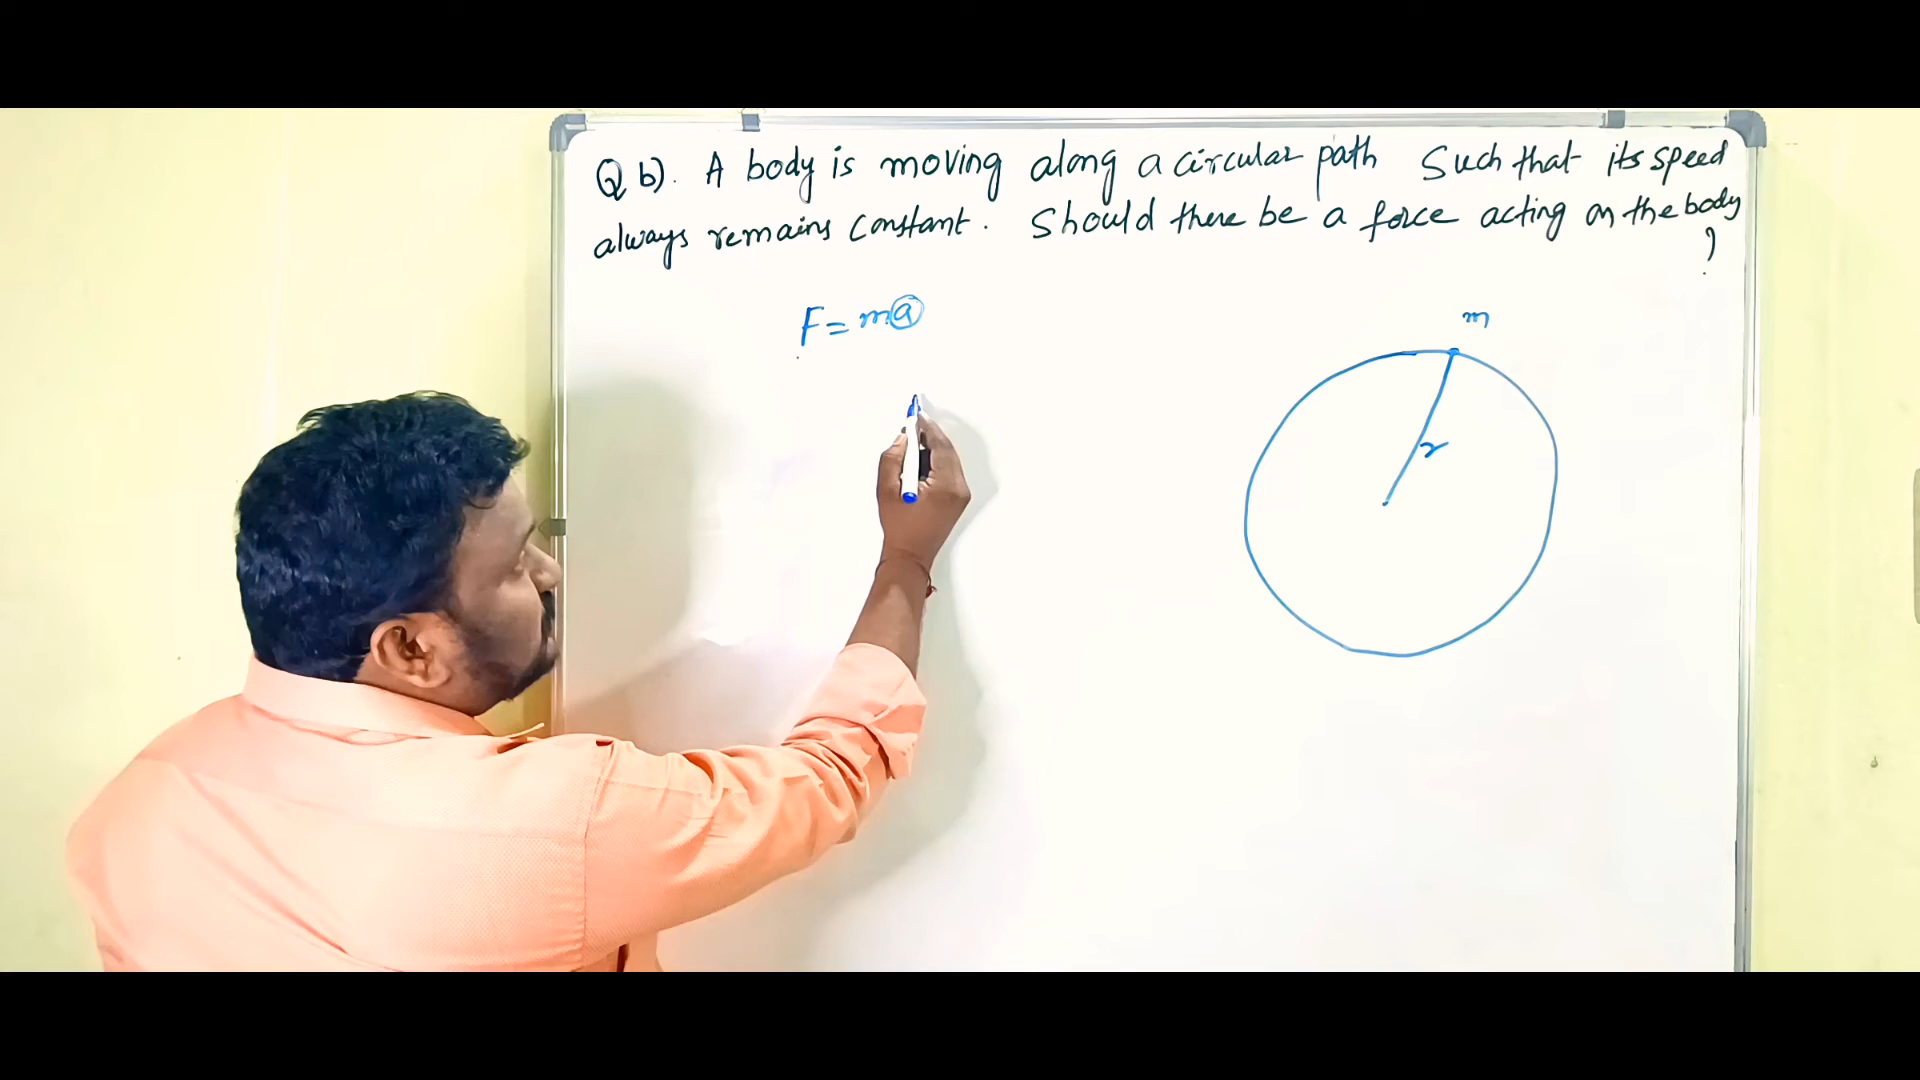 Q b). A body is moving along a circular path Such that its speed
always remains constant. Should there be a force acting on the body
?
F = ma
m
r